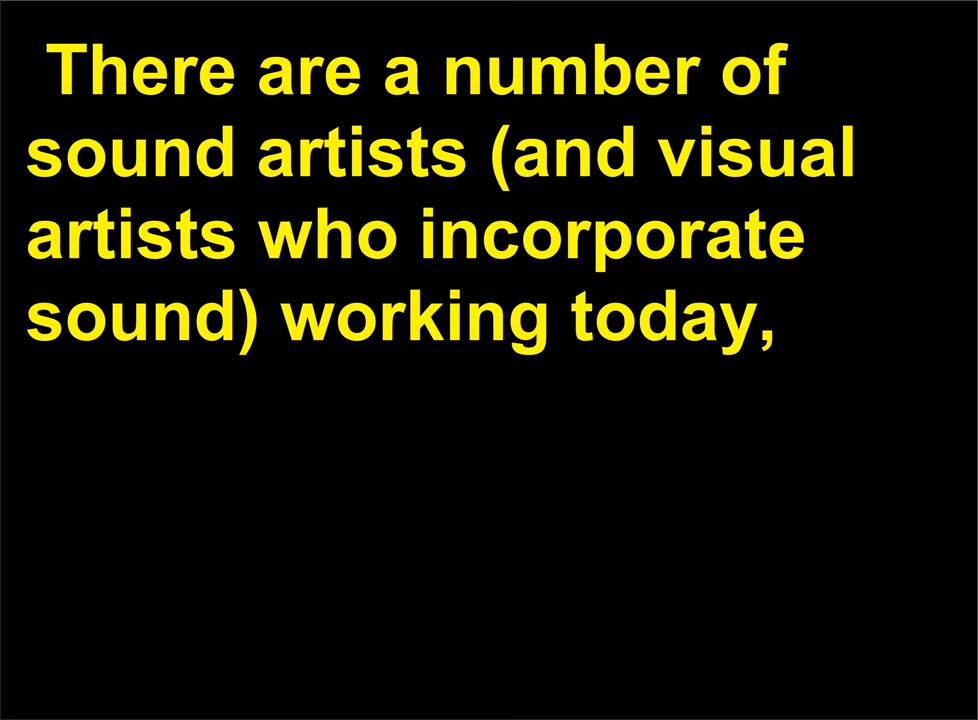 There are a number of
sound artists (and visual
artists who incorporate
sound) working today,